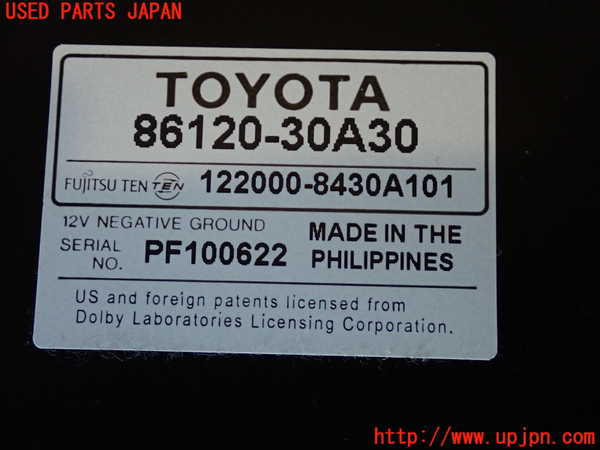 USED PARTS JAPAN
TOYOTA
86120-30A30
FUJITSU TEN TEN 122000-8430A101
12V NEGATIVE GROUND
SERIAL NO. PF100622
MADE IN THE PHILIPPINES
US and foreign patents licensed from
Dolby Laboratories Licensing Corporation.
http://www.upjpn.com/